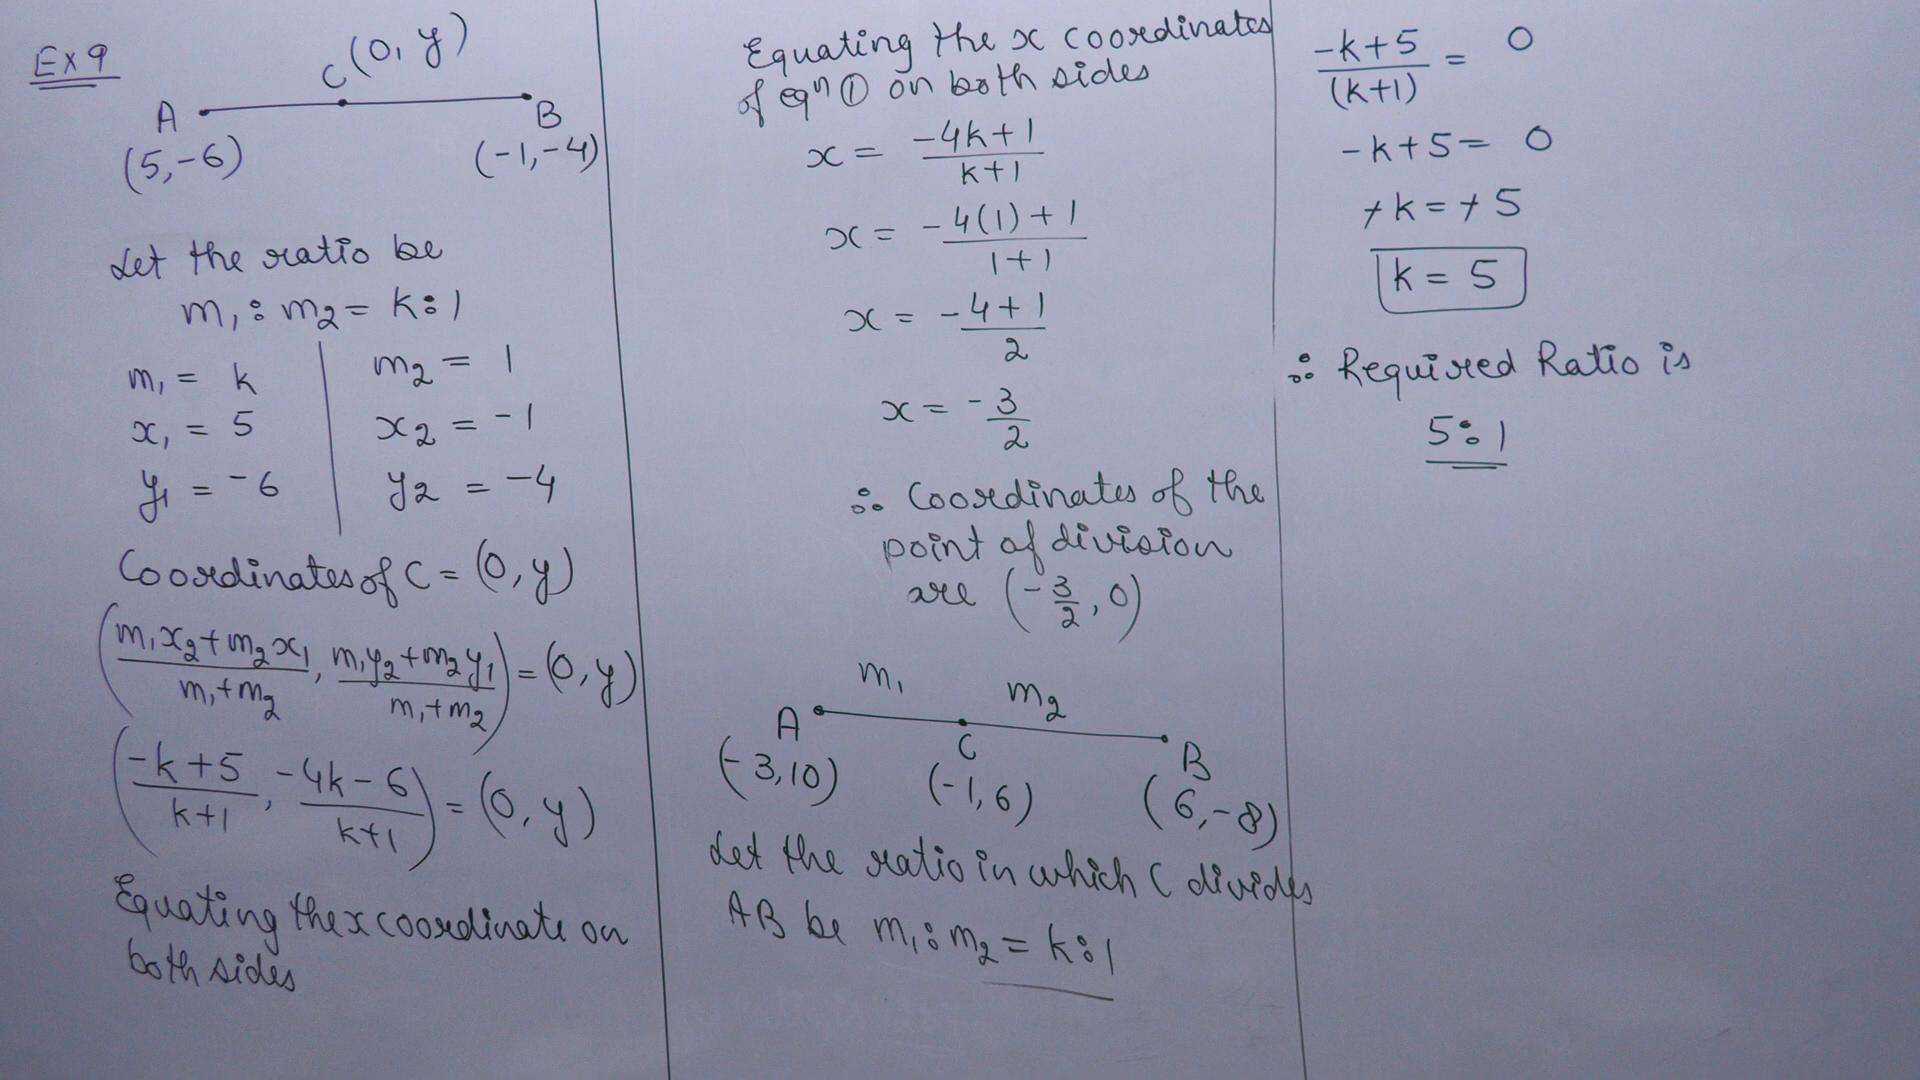 Ex 9
C (0, y)
A
B
(5, -6)
(-1, -4)
Let the ratio be
m₁ : m₂ = k : 1
m₁ = k
x₁ = 5
y₁ = -6
m₂ = 1
x₂ = -1
y₂ = -4
Coordinates of C = (0, y)
(m₁x₂ + m₂x₁ / m₁ + m₂, m₁y₂ + m₂y₁ / m₁ + m₂) = (0, y)
(-k + 5 / k + 1, -4k - 6 / k + 1) = (0, y)
Equating the x coordinate on
both sides
Equating the x coordinates
of eqⁿ ① on both sides
x = -4k + 1 / k + 1
x = -4(1) + 1 / 1 + 1
x = -4 + 1 / 2
x = -3 / 2
∴ Coordinates of the
point of division
are (-3/2, 0)
m₁
m₂
A
C
B
(-3, 10)
(-1, 6)
(6, -8)
Let the ratio in which C divides
AB be m₁ : m₂ = k : 1
-k + 5 / (k + 1) = 0
-k + 5 = 0
+k = +5
k = 5
∴ Required Ratio is
5 : 1